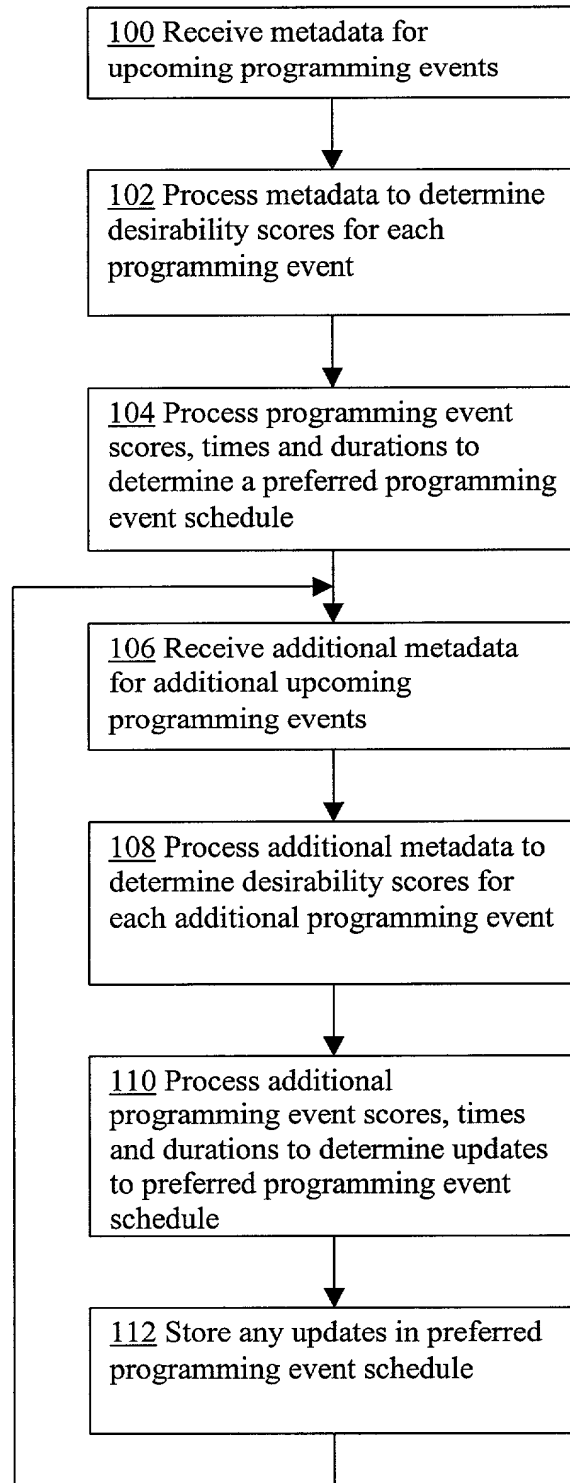 100 Receive metadata for
upcoming programming events
102 Process metadata to determine
desirability scores for each
programming event
104 Process programming event
scores, times and durations to
determine a preferred programming
event schedule
106 Receive additional metadata
for additional upcoming
programming events
108 Process additional metadata to
determine desirability scores for
each additional programming event
110 Process additional
programming event scores, times
and durations to determine updates
to preferred programming event
schedule
112 Store any updates in preferred
programming event schedule